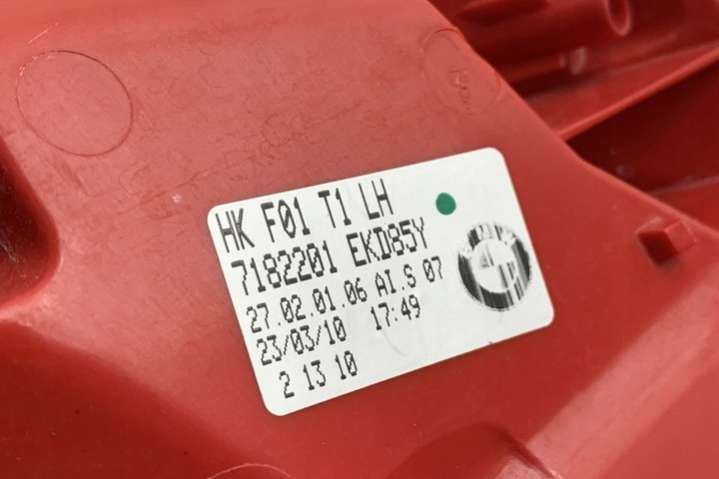 HK F01 T1 LH
7182201 EKD85Y
27.02.01.06 AI.S 07
23/03/10 17:49
2 13 10